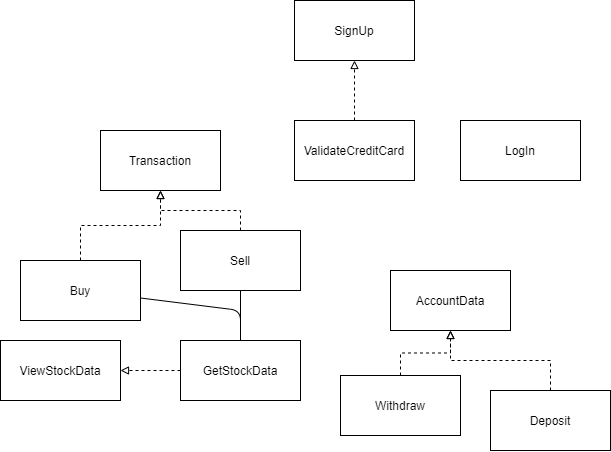 SignUp
Transaction
ValidateCreditCard
LogIn
Sell
Buy
AccountData
ViewStockData
GetStockData
Withdraw
Deposit